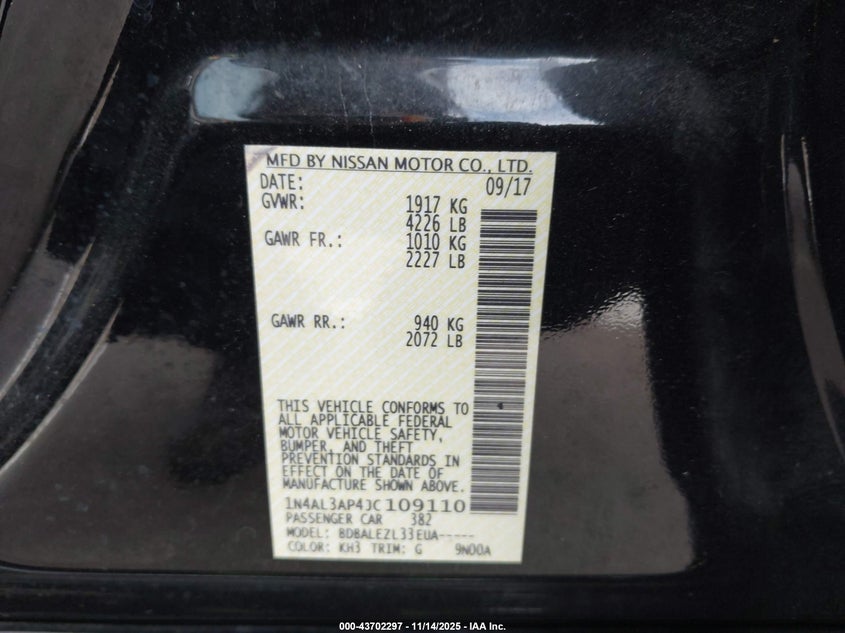 MFD BY NISSAN MOTOR CO., LTD.
DATE: 09/17
GVWR: 1917 KG
4226 LB
GAWR FR.: 1010 KG
2227 LB
GAWR RR.: 940 KG
2072 LB
THIS VEHICLE CONFORMS TO
ALL APPLICABLE FEDERAL
MOTOR VEHICLE SAFETY,
BUMPER, AND THEFT
PREVENTION STANDARDS IN
EFFECT ON THE DATE OF
MANUFACTURE SHOWN ABOVE.
1N4AL3AP4JC109110
PASSENGER CAR 382
MODEL: BDBALEZL33EUA-----
COLOR: KH3 TRIM: G 9N00A
000-43702297 - 11/14/2025 - IAA Inc.